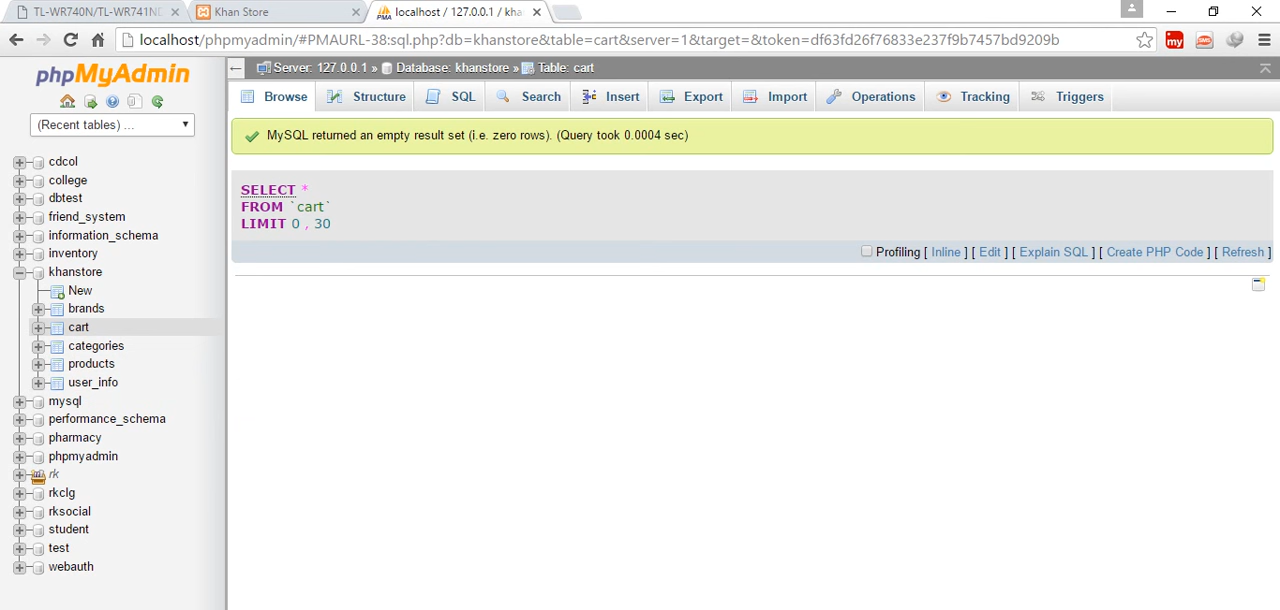 TL-WR740N/TL-WR741ND
Khan Store
localhost / 127.0.0.1 / kha
localhost/phpmyadmin/#PMAURL-38:sql.php?db=khanstore&table=cart&server=1&target=&token=df63fd26f76833e237f9b7457bd9209b
my
SMS
phpMyAdmin
(Recent tables) ...
cdcol
college
dbtest
friend_system
information_schema
inventory
khanstore
New
brands
cart
categories
products
user_info
mysql
performance_schema
pharmacy
phpmyadmin
rk
rkclg
rksocial
student
test
webauth
Server: 127.0.0.1 » Database: khanstore » Table: cart
Browse Structure SQL Search Insert Export Import Operations Tracking Triggers
MySQL returned an empty result set (i.e. zero rows). (Query took 0.0004 sec)
SELECT *
FROM `cart`
LIMIT 0 , 30
Profiling [ Inline ] [ Edit ] [ Explain SQL ] [ Create PHP Code ] [ Refresh ]